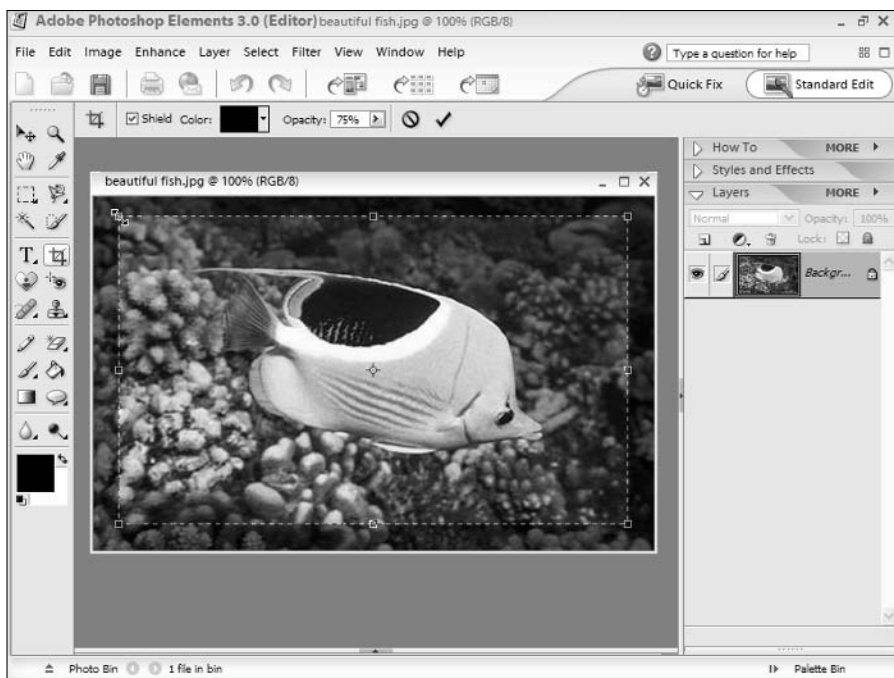 Adobe Photoshop Elements 3.0 (Editor) beautiful fish.jpg @ 100% (RGB/8)
File Edit Image Enhance Layer Select Filter View Window Help
Type a question for help
Quick Fix
Standard Edit
Shield Color: Opacity: 75%
How To MORE
Styles and Effects
Layers MORE
Normal Opacity: 100%
Lock:
Backgr...
beautiful fish.jpg @ 100% (RGB/8)
T
Photo Bin 1 file in bin
Palette Bin